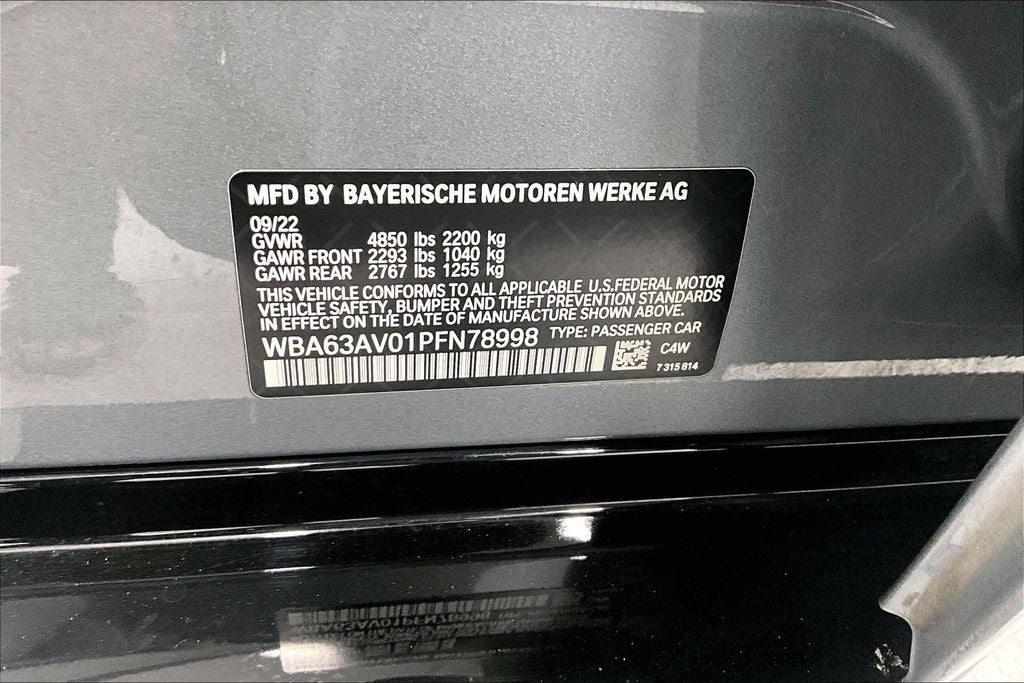 MFD BY BAYERISCHE MOTOREN WERKE AG
09/22
GVWR 4850 lbs 2200 kg
GAWR FRONT 2293 lbs 1040 kg
GAWR REAR 2767 lbs 1255 kg
THIS VEHICLE CONFORMS TO ALL APPLICABLE U.S.FEDERAL MOTOR
VEHICLE SAFETY, BUMPER AND THEFT PREVENTION STANDARDS
IN EFFECT ON THE DATE OF MANUFACTURE SHOWN ABOVE.
WBA63AV01PFN78998 TYPE: PASSENGER CAR
C4W
7 315 814